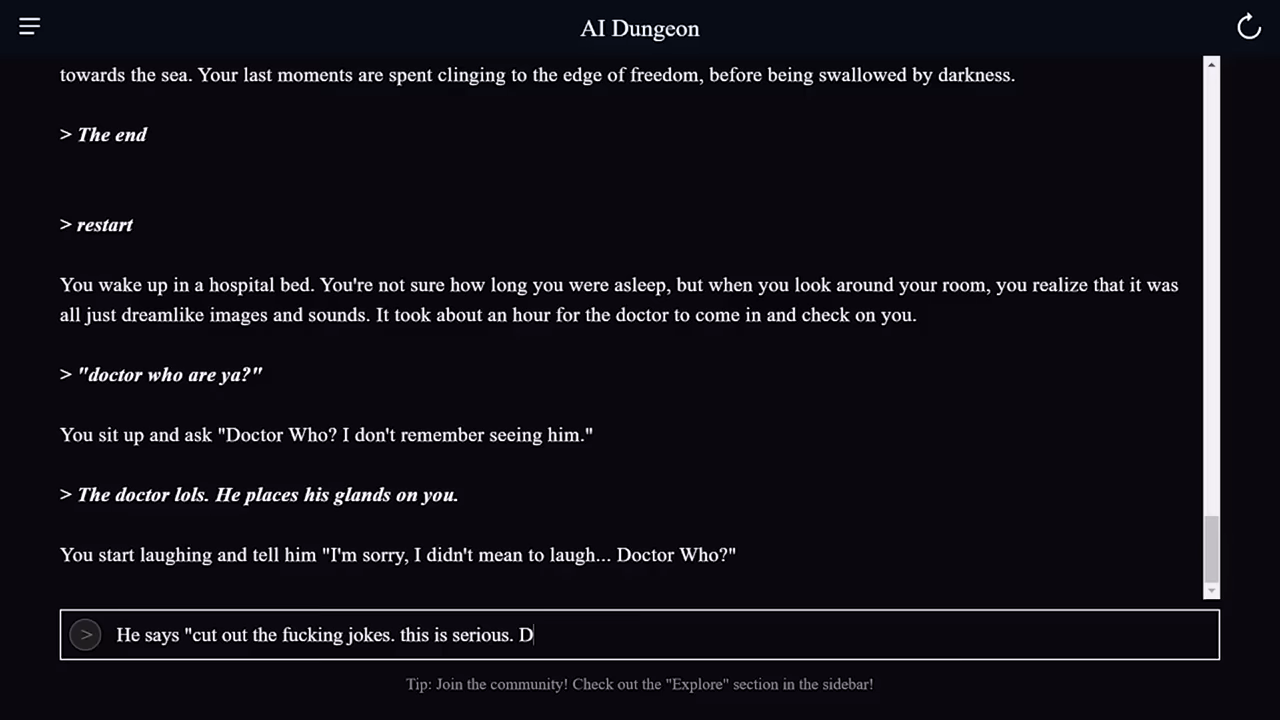 AI Dungeon
towards the sea. Your last moments are spent clinging to the edge of freedom, before being swallowed by darkness.
> The end
> restart
You wake up in a hospital bed. You're not sure how long you were asleep, but when you look around your room, you realize that it was
all just dreamlike images and sounds. It took about an hour for the doctor to come in and check on you.
> "doctor who are ya?"
You sit up and ask "Doctor Who? I don't remember seeing him."
> The doctor lols. He places his glands on you.
You start laughing and tell him "I'm sorry, I didn't mean to laugh... Doctor Who?"
> He says "cut out the fucking jokes. this is serious. D
Tip: Join the community! Check out the "Explore" section in the sidebar!